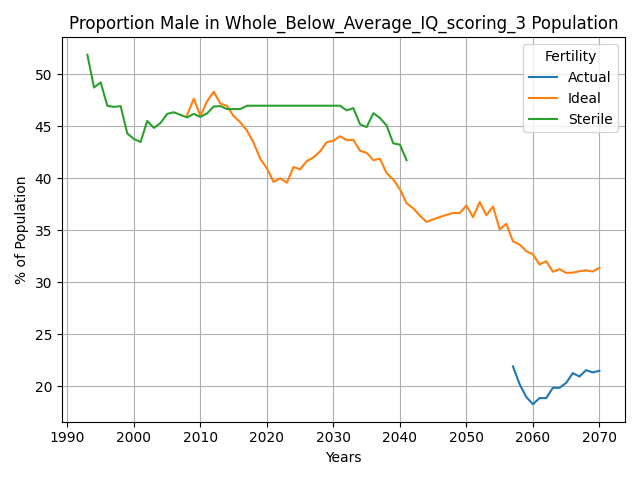 Proportion Male in Whole_Below_Average_IQ_scoring_3 Population
% of Population
50
45
40
35
30
25
20
Fertility
Actual
Ideal
Sterile
1990 2000 2010 2020 2030 2040 2050 2060 2070
Years